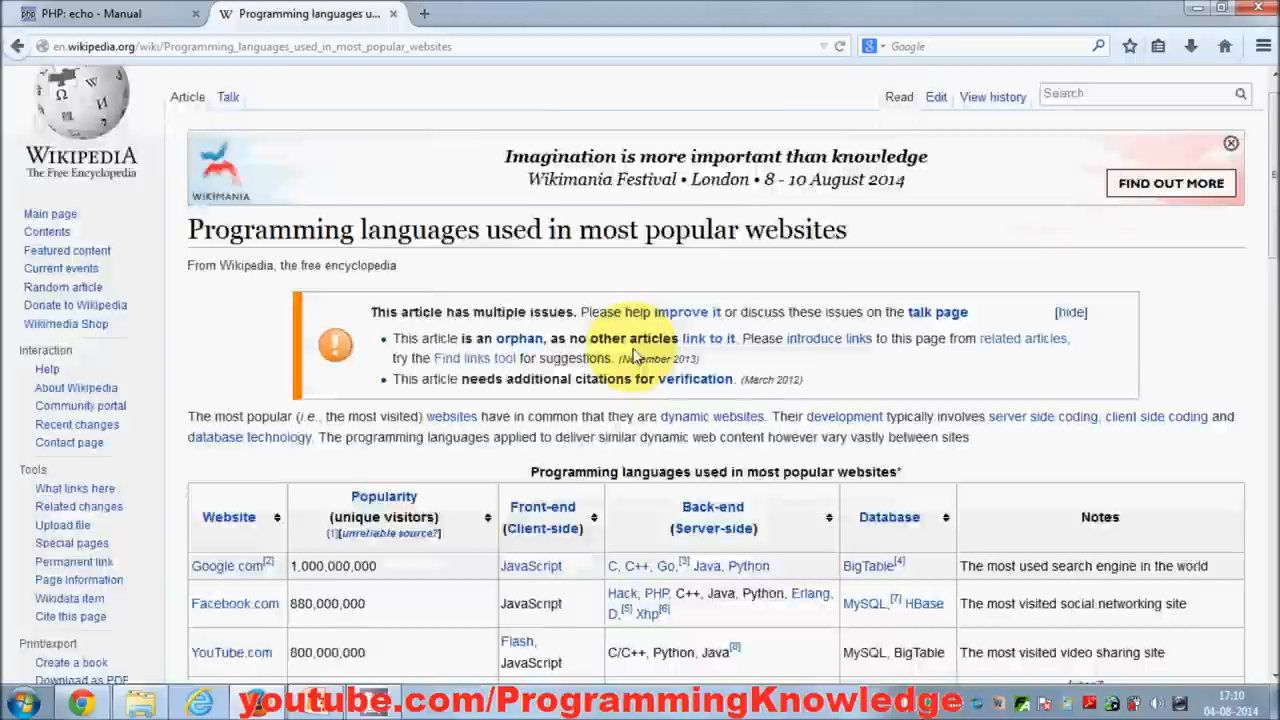 PHP: echo - Manual
Programming languages u...
en.wikipedia.org/wiki/Programming_languages_used_in_most_popular_websites
Google
WIKIPEDIA
The Free Encyclopedia
Article Talk
Read Edit View history
Search
WIKIMANIA
Imagination is more important than knowledge
Wikimania Festival • London • 8 - 10 August 2014
FIND OUT MORE
Main page
Contents
Featured content
Current events
Random article
Donate to Wikipedia
Wikimedia Shop
Interaction
Help
About Wikipedia
Community portal
Recent changes
Contact page
Tools
What links here
Related changes
Upload file
Special pages
Permanent link
Page information
Wikidata item
Cite this page
Print/export
Create a book
Download as PDF
Programming languages used in most popular websites
From Wikipedia, the free encyclopedia
This article has multiple issues. Please help improve it or discuss these issues on the talk page
[hide]
• This article is an orphan, as no other articles link to it. Please introduce links to this page from related articles,
try the Find links tool for suggestions. (November 2013)
• This article needs additional citations for verification. (March 2012)
The most popular (i.e., the most visited) websites have in common that they are dynamic websites. Their development typically involves server side coding, client side coding and
database technology. The programming languages applied to deliver similar dynamic web content however vary vastly between sites
Programming languages used in most popular websites*
Website
Popularity
(unique visitors)
[1][unreliable source?]
Front-end
(Client-side)
Back-end
(Server-side)
Database
Notes
Google com[2] 1,000,000,000 JavaScript C, C++, Go,[3] Java, Python BigTable[4] The most used search engine in the world
Facebook.com 880,000,000 JavaScript
Hack, PHP, C++, Java, Python, Erlang,
D,[5] Xhp[6]
MySQL,[7] HBase The most visited social networking site
YouTube.com 800,000,000
Flash,
JavaScript
C/C++, Python, Java[8] MySQL, BigTable The most visited video sharing site
youtube.com/ProgrammingKnowledge
17:10
04-08-2014